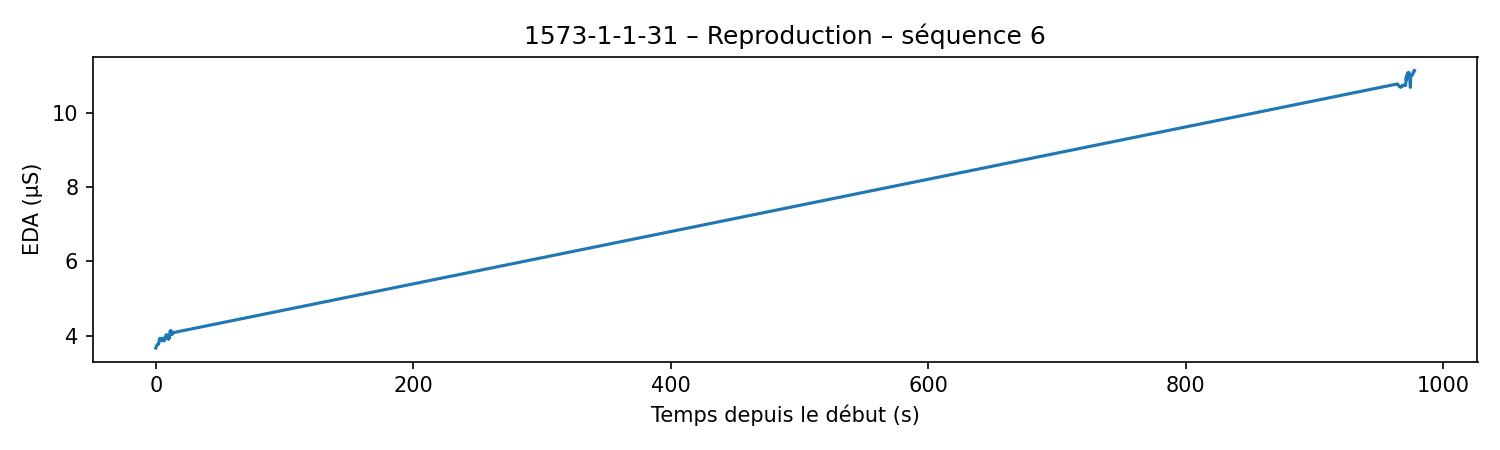 1573-1-1-31 – Reproduction – séquence 6
EDA (µS)
10
8
6
4
0 200 400 600 800 1000
Temps depuis le début (s)